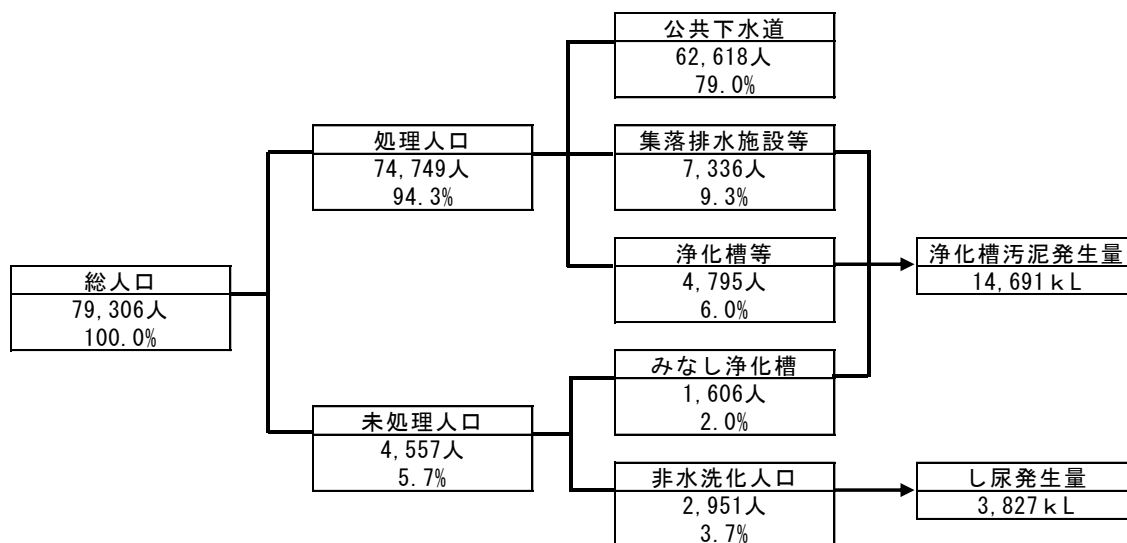 総人口
79,306人
100.0%
処理人口
74,749人
94.3%
未処理人口
4,557人
5.7%
公共下水道
62,618人
79.0%
集落排水施設等
7,336人
9.3%
浄化槽等
4,795人
6.0%
みなし浄化槽
1,606人
2.0%
非水洗化人口
2,951人
3.7%
浄化槽汚泥発生量
14,691ｋL
し尿発生量
3,827ｋL